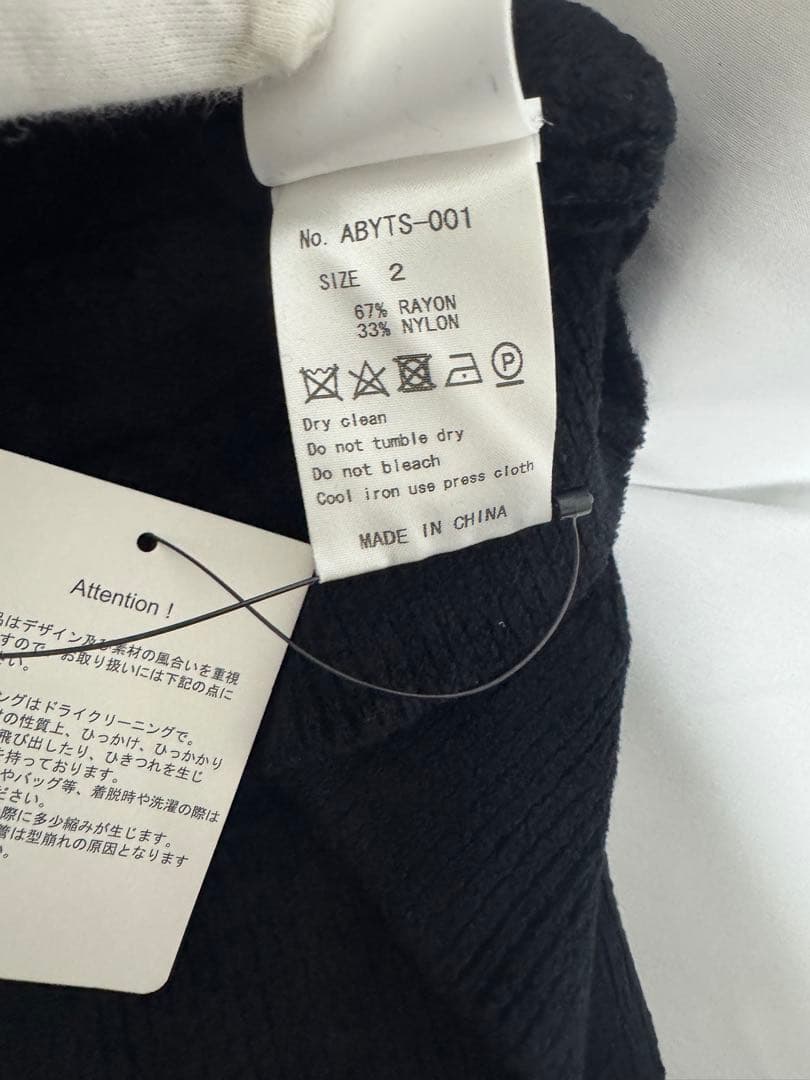 No. ABYTS-001
SIZE 2
67% RAYON
33% NYLON
P
Dry clean
Do not tumble dry
Do not bleach
Cool iron use press cloth
MADE IN CHINA
Attention !
はデザイン及び素材の風合いを重視
すので、お取り扱いには下記の点に
さい。
ングはドライクリーニングで。
の性質上、ひっかけ、ひっかかり
飛び出したり、ひきつれを生じ
持っております。
やバッグ等、着脱時や洗濯の際は
ださい。
際に多少縮みが生じます。
管は型崩れの原因となります